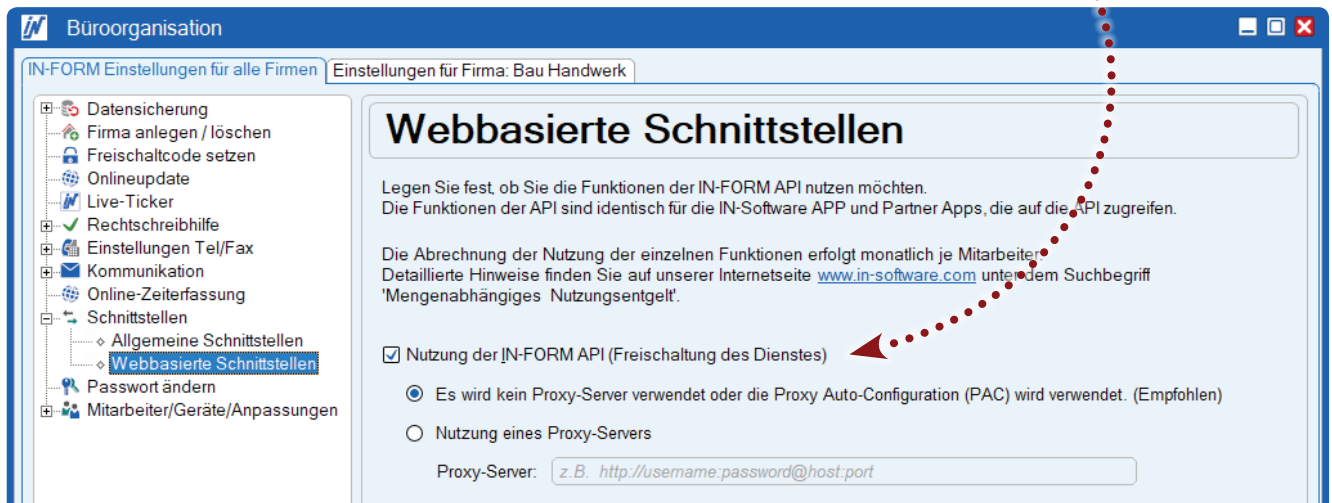 Büroorganisation
IN-FORM Einstellungen für alle Firmen
Einstellungen für Firma: Bau Handwerk
Datensicherung
Firma anlegen / löschen
Freischaltcode setzen
Onlineupdate
Live-Ticker
Rechtschreibhilfe
Einstellungen Tel/Fax
Kommunikation
Online-Zeiterfassung
Schnittstellen
Allgemeine Schnittstellen
Webbasierte Schnittstellen
Passwort ändern
Mitarbeiter/Geräte/Anpassungen
Webbasierte Schnittstellen
Legen Sie fest, ob Sie die Funktionen der IN-FORM API nutzen möchten.
Die Funktionen der API sind identisch für die IN-Software APP und Partner Apps, die auf die API zugreifen.
Die Abrechnung der Nutzung der einzelnen Funktionen erfolgt monatlich je Mitarbeiter.
Detaillierte Hinweise finden Sie auf unserer Internetseite www.in-software.com unter dem Suchbegriff
'Mengenabhängiges Nutzungsentgelt'.
Nutzung der IN-FORM API (Freischaltung des Dienstes)
Es wird kein Proxy-Server verwendet oder die Proxy Auto-Configuration (PAC) wird verwendet. (Empfohlen)
Nutzung eines Proxy-Servers
Proxy-Server: z.B. http://username:password@host:port